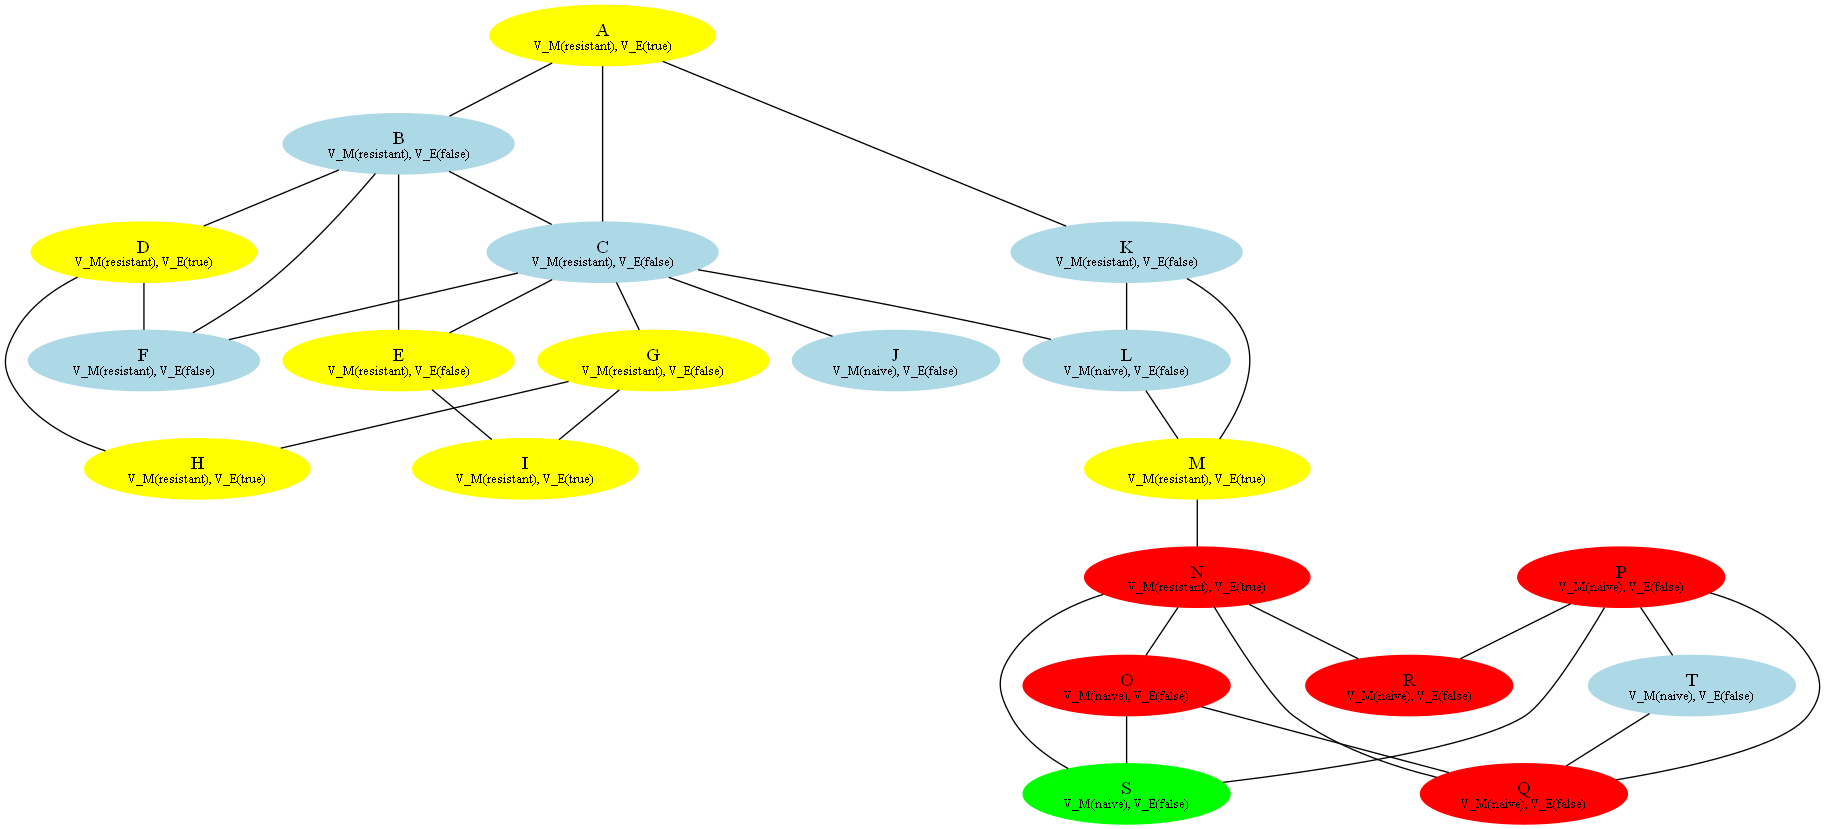 A
V_M(resistant), V_E(true)
B
V_M(resistant), V_E(false)
D
V_M(resistant), V_E(true)
C
V_M(resistant), V_E(false)
K
V_M(resistant), V_E(false)
F
V_M(resistant), V_E(false)
E
V_M(resistant), V_E(false)
G
V_M(resistant), V_E(false)
J
V_M(naive), V_E(false)
L
V_M(naive), V_E(false)
H
V_M(resistant), V_E(true)
I
V_M(resistant), V_E(true)
M
V_M(resistant), V_E(true)
N
V_M(resistant), V_E(true)
P
V_M(naive), V_E(false)
O
V_M(naive), V_E(false)
R
V_M(naive), V_E(false)
T
V_M(naive), V_E(false)
S
V_M(naive), V_E(false)
Q
V_M(naive), V_E(false)